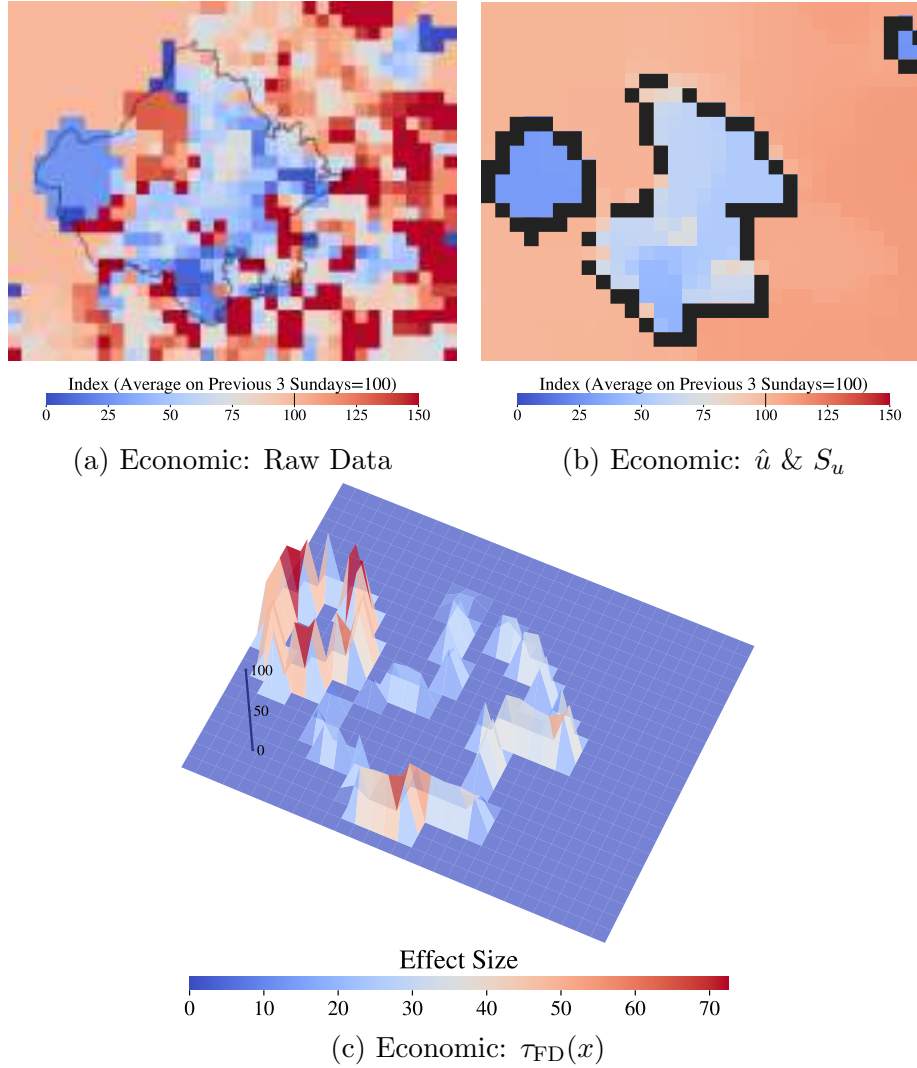 Index (Average on Previous 3 Sundays=100)
0 25 50 75 100 125 150
(a) Economic: Raw Data
Index (Average on Previous 3 Sundays=100)
0 25 50 75 100 125 150
(b) Economic: û & Sᵤ
100
50
0
Effect Size
0 10 20 30 40 50 60 70
(c) Economic: τ_FD(x)